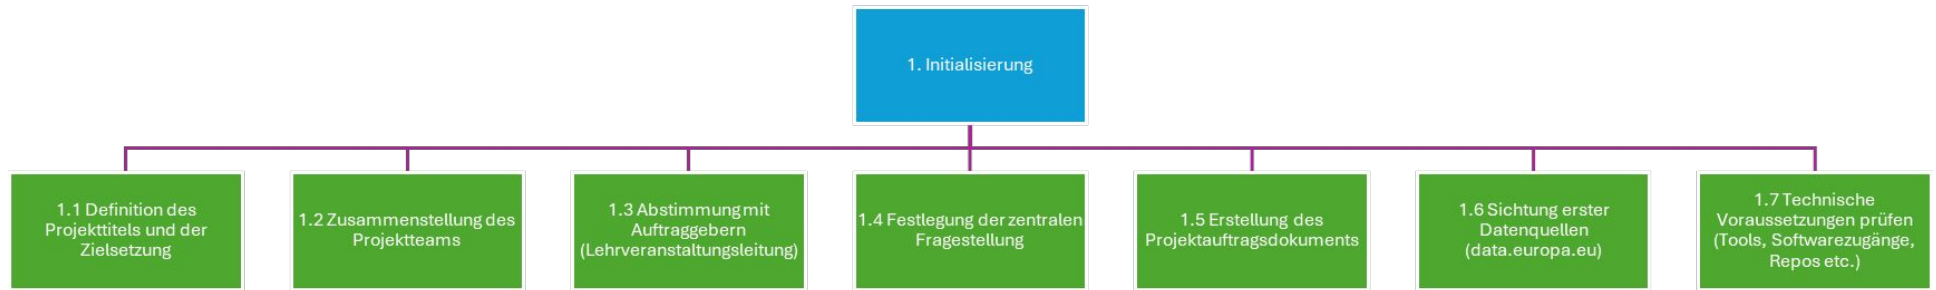 1. Initialisierung
1.1 Definition des
Projekttitels und der
Zielsetzung
1.2 Zusammenstellung des
Projektteams
1.3 Abstimmung mit
Auftraggebern
(Lehrveranstaltungsleitung)
1.4 Festlegung der zentralen
Fragestellung
1.5 Erstellung des
Projektauftragsdokuments
1.6 Sichtung erster
Datenquellen
(data.europa.eu)
1.7 Technische
Voraussetzungen prüfen
(Tools, Softwarezugänge,
Repos etc.)